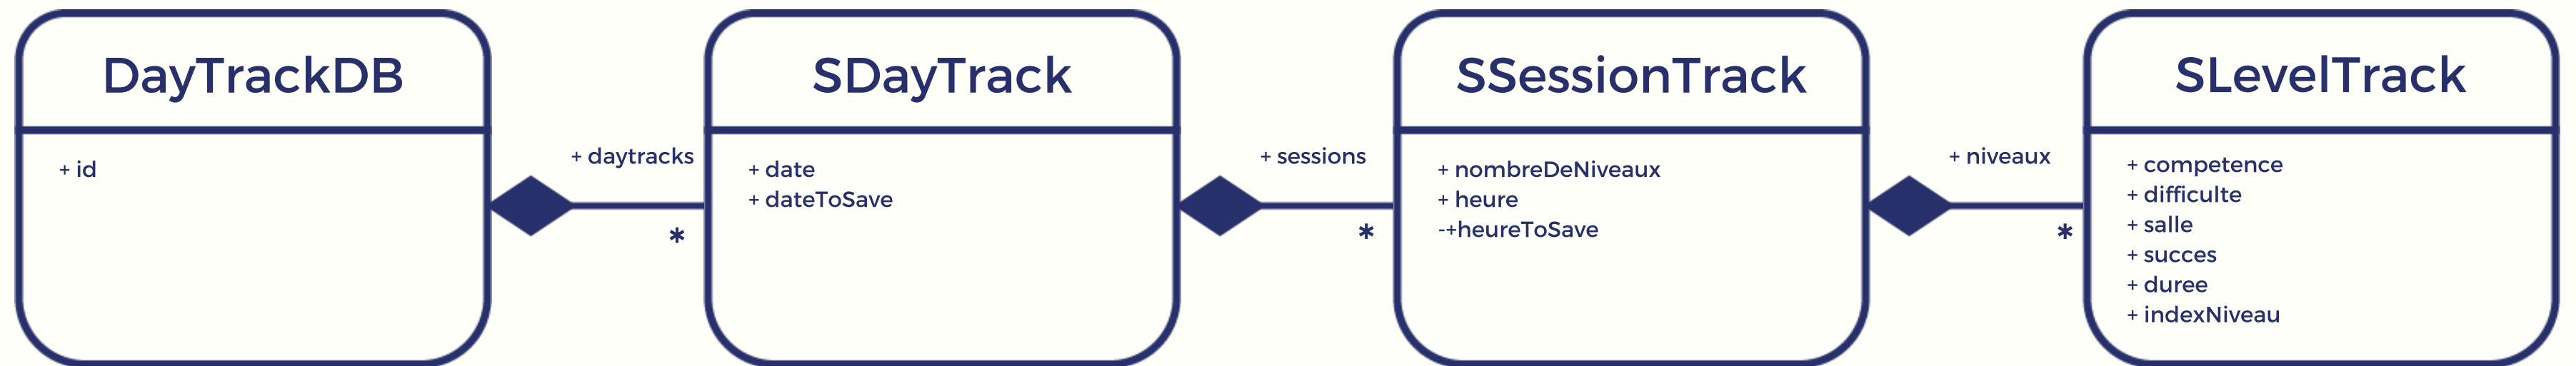 DayTrackDB
+ id
+ daytracks
*
SDayTrack
+ date
+ dateToSave
+ sessions
*
SSessionTrack
+ nombreDeNiveaux
+ heure
-+heureToSave
+ niveaux
*
SLevelTrack
+ competence
+ difficulte
+ salle
+ succes
+ duree
+ indexNiveau